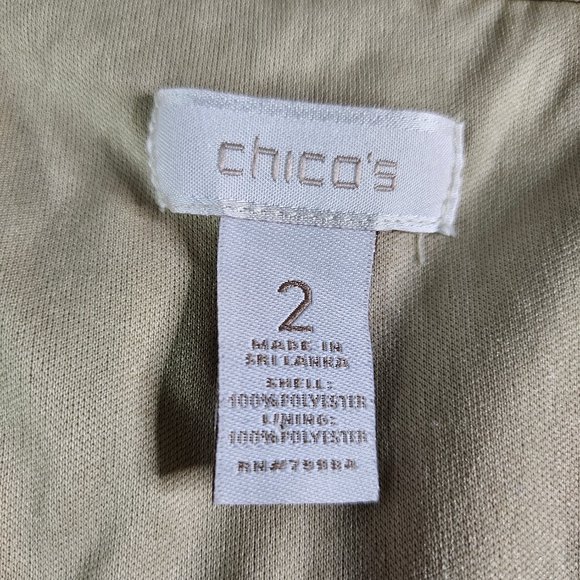 chico's
2
MADE IN
SRI LANKA
SHELL:
100%POLYESTER
LINING:
100%POLYESTER
RN#79984